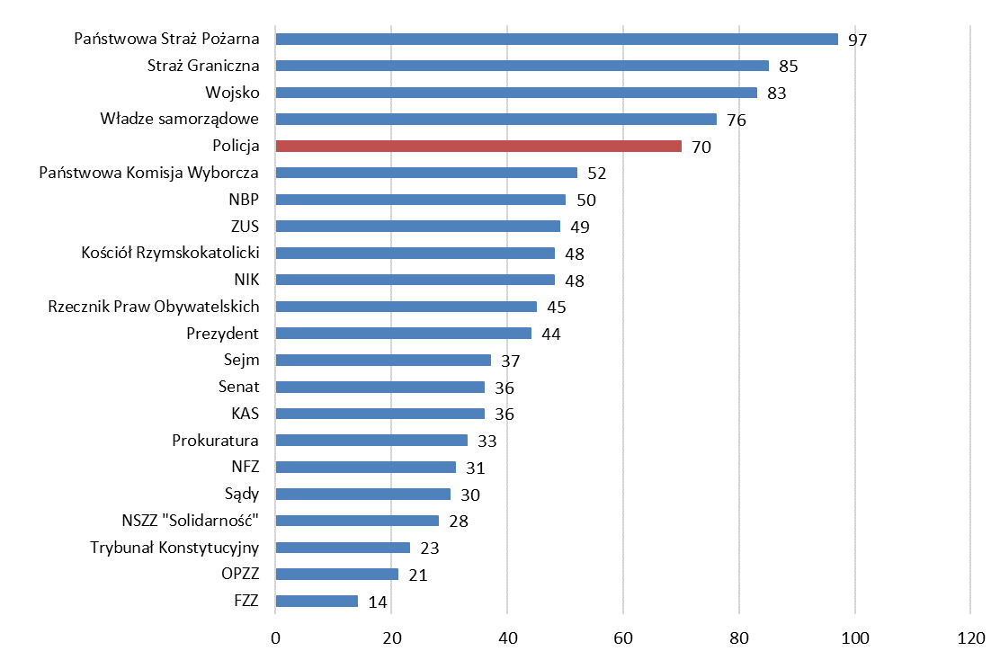 Państwowa Straż Pożarna 97
Straż Graniczna 85
Wojsko 83
Władze samorządowe 76
Policja 70
Państwowa Komisja Wyborcza 52
NBP 50
ZUS 49
Kościół Rzymskokatolicki 48
NIK 48
Rzecznik Praw Obywatelskich 45
Prezydent 44
Sejm 37
Senat 36
KAS 36
Prokuratura 33
NFZ 31
Sądy 30
NSZZ "Solidarność" 28
Trybunał Konstytucyjny 23
OPZZ 21
FZZ 14
0 20 40 60 80 100 120